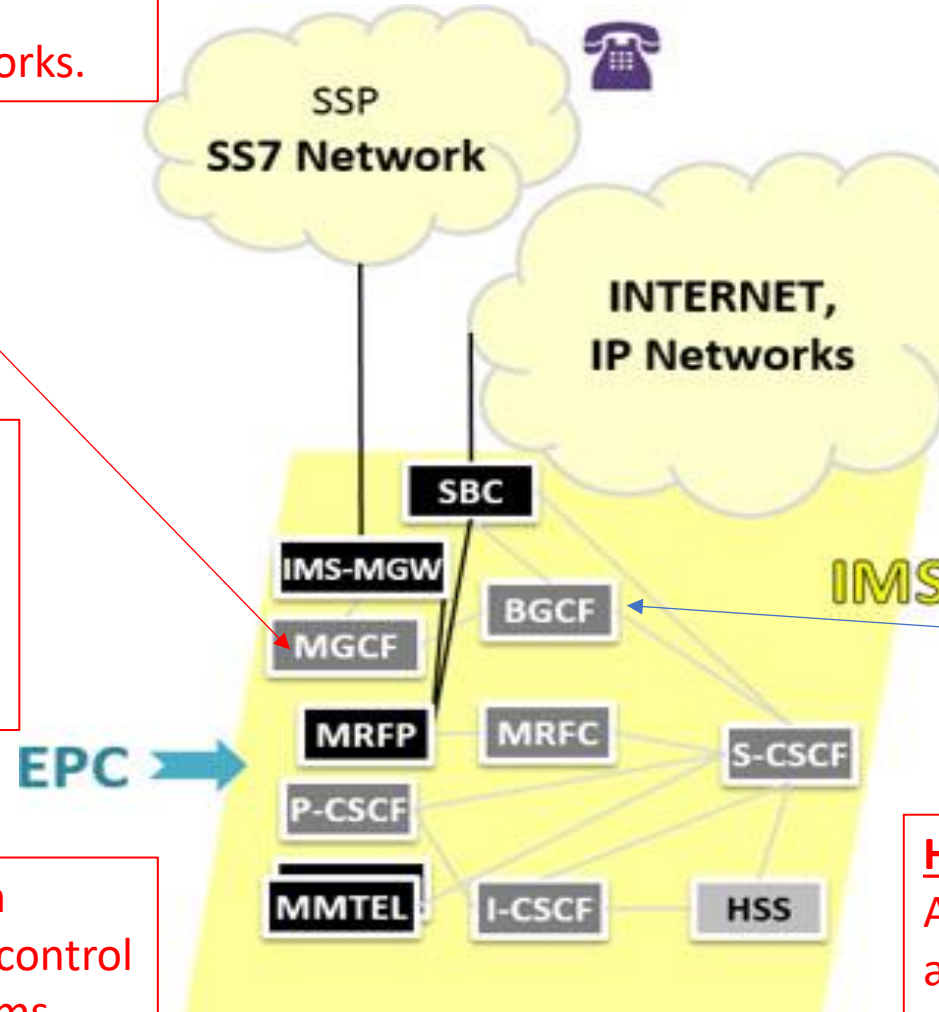 orks.
SSP
SS7 Network
INTERNET,
IP Networks
SBC
IMS-MGW
IMS
BGCF
MGCF
MRFP
MRFC
S-CSCF
EPC
P-CSCF
MMTEL
I-CSCF
HSS
control
ms
H
A
a